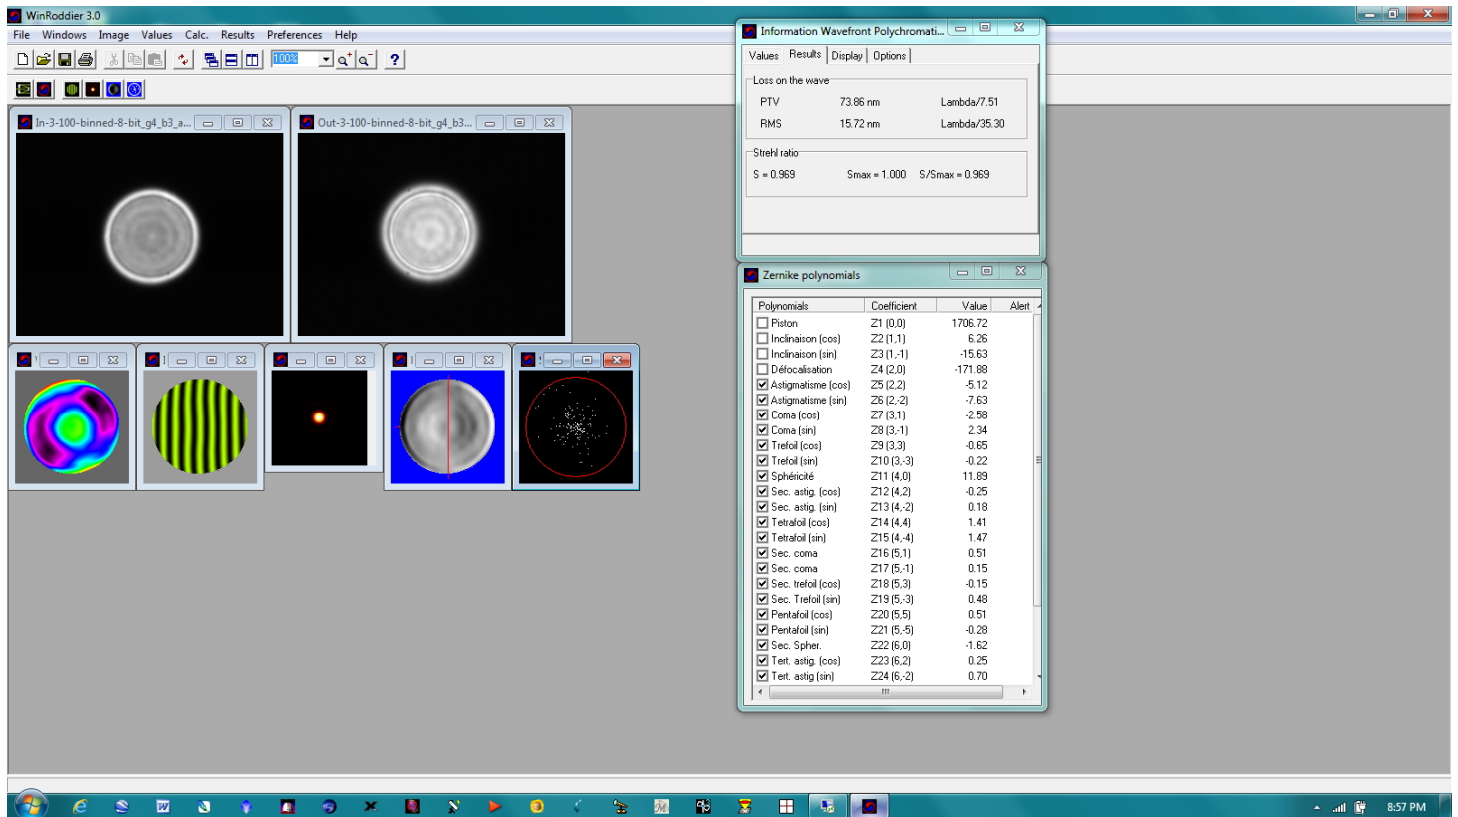 WinRoddier 3.0
File Windows Image Values Calc. Results Preferences Help
100%
In-3-100-binned-8-bit_g4_b3_a...
Out-3-100-binned-8-bit_g4_b3...
Information Wavefront Polychromati...
Values Results Display Options
Loss on the wave
PTV 73.86 nm Lambda/7.51
RMS 15.72 nm Lambda/35.30
Strehl ratio
S = 0.969 Smax = 1.000 S/Smax = 0.969
Zernike polynomials
Polynomials Coefficient Value Alert
Piston Z1 (0,0) 1706.72
Inclinaison (cos) Z2 (1,1) 6.26
Inclinaison (sin) Z3 (1,-1) -15.63
Défocalisation Z4 (2,0) -171.88
Astigmatisme (cos) Z5 (2,2) -5.12
Astigmatisme (sin) Z6 (2,-2) -7.63
Coma (cos) Z7 (3,1) -2.58
Coma (sin) Z8 (3,-1) 2.34
Trefoil (cos) Z9 (3,3) -0.65
Trefoil (sin) Z10 (3,-3) -0.22
Sphéricité Z11 (4,0) 11.89
Sec. astig. (cos) Z12 (4,2) -0.25
Sec. astig. (sin) Z13 (4,-2) 0.18
Tetrafoil (cos) Z14 (4,4) 1.41
Tetrafoil (sin) Z15 (4,-4) 1.47
Sec. coma Z16 (5,1) 0.51
Sec. coma Z17 (5,-1) 0.15
Sec. trefoil (cos) Z18 (5,3) -0.15
Sec. Trefoil (sin) Z19 (5,-3) 0.48
Pentafoil (cos) Z20 (5,5) 0.51
Pentafoil (sin) Z21 (5,-5) -0.28
Sec. Spher. Z22 (6,0) -1.62
Tert. astig. (cos) Z23 (6,2) 0.25
Tert. astig (sin) Z24 (6,-2) 0.70
8:57 PM